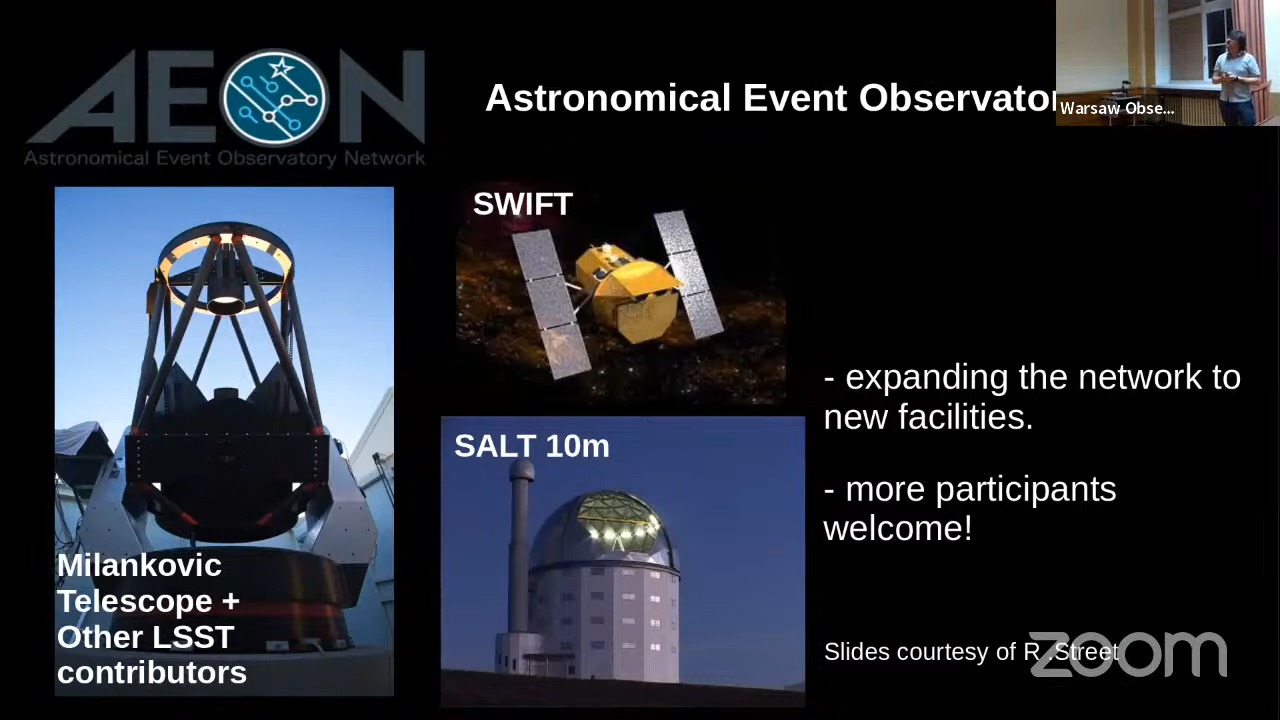 AEON
Astronomical Event Observatory Network
Astronomical Event Observator
Warsaw Obse...
SWIFT
SALT 10m
Milankovic
Telescope +
Other LSST
contributors
- expanding the network to
new facilities.
- more participants
welcome!
Slides courtesy of R. Street
zoom